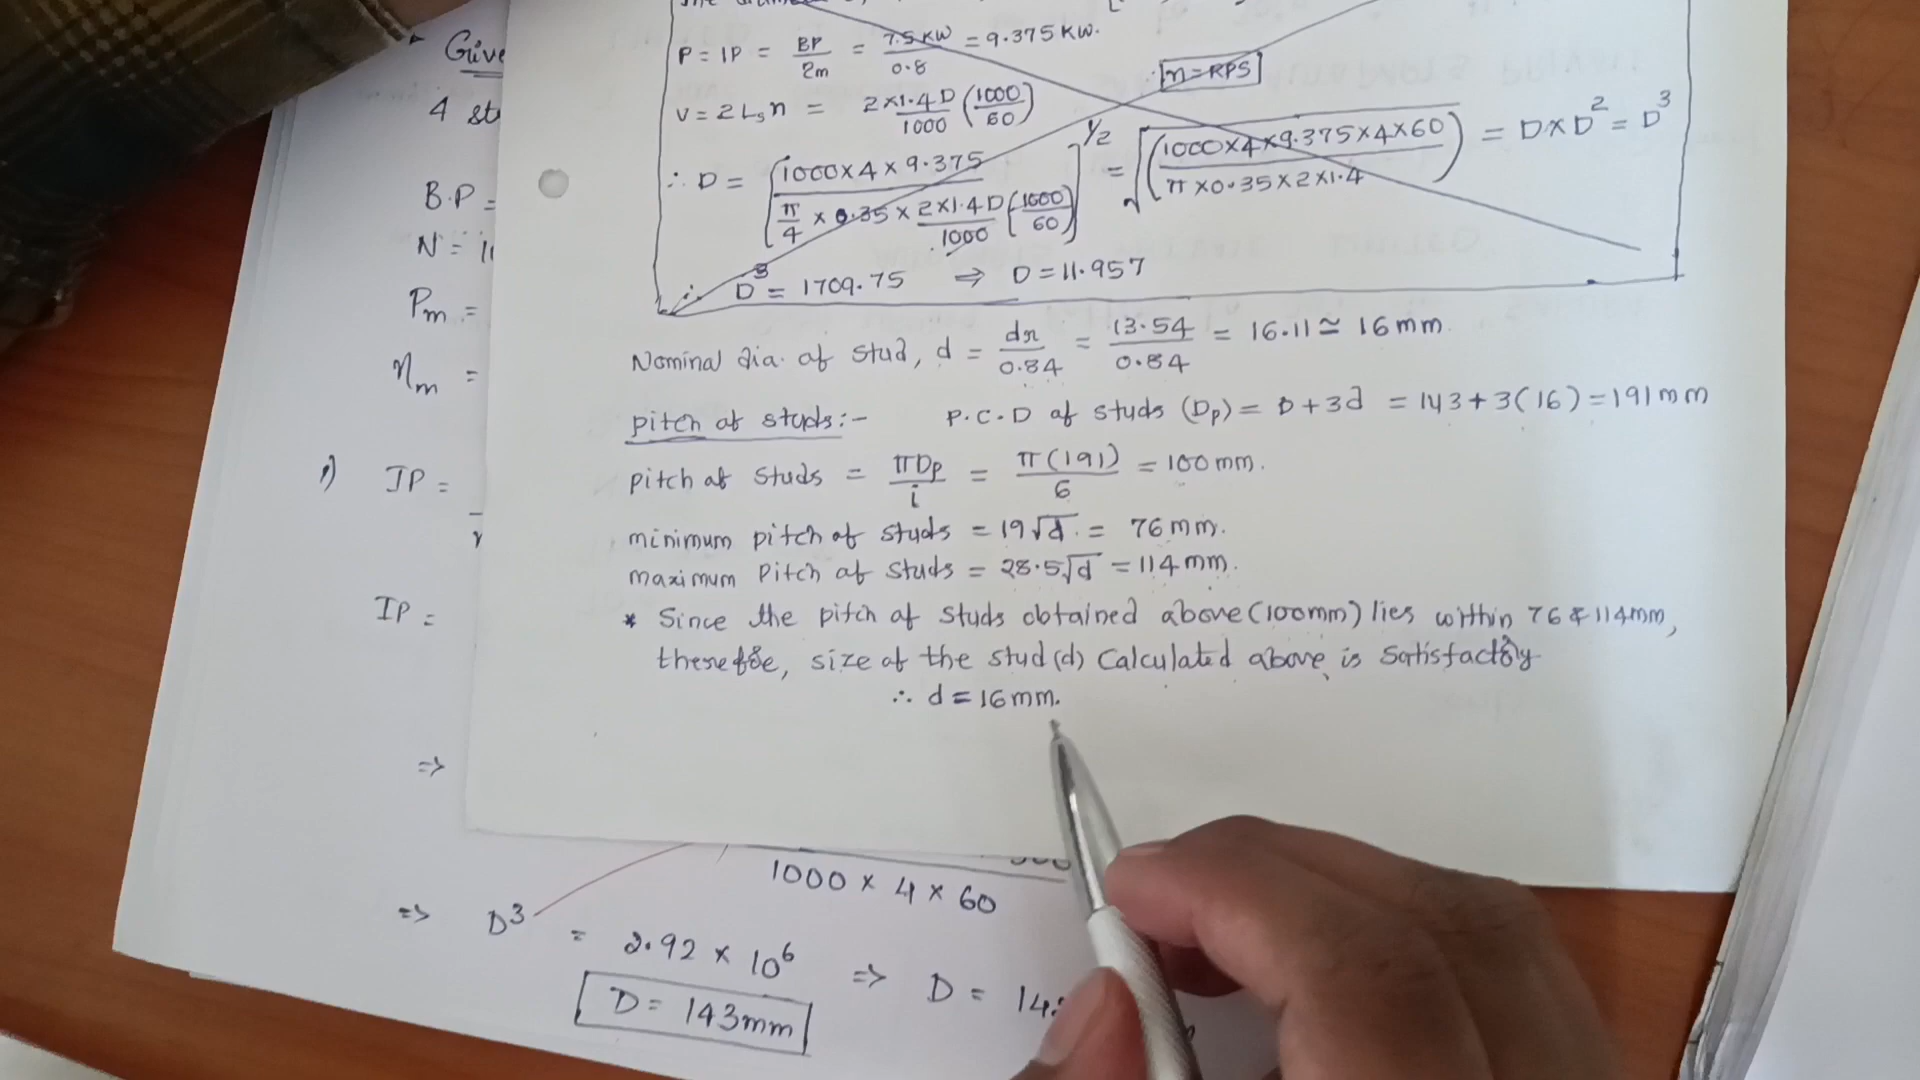 Give
4 st
B.P =
N = 1
Pm =
ηm =
1) IP =
IP =
=>
P = IP = BP/2m = 7.5 KW/0.8 = 9.375 KW.
n = RPS
V = 2 Ls n = 2×1.4D/1000 (1000/60)
∴ D = [1000×4×9.375 / π/4 × 0.35 × 2×1.4D/1000 (1000/60)]^1/2 = √(1000×4×9.375×4×60 / π×0.35×2×1.4) = D×D² = D³
∴ D³ = 1709.75 => D = 11.957
Nominal dia. of stud, d = dr/0.84 = 13.54/0.84 = 16.11 ≃ 16 mm.
pitch of studs:- P.C.D of studs (Dp) = D + 3d = 143 + 3(16) = 191 mm
pitch of studs = πDp/i = π(191)/6 = 100 mm.
minimum pitch of studs = 19√d = 76 mm.
maximum pitch of studs = 28.5√d = 114 mm.
* Since the pitch of studs obtained above (100mm) lies within 76 & 114mm,
therefore, size of the stud (d) Calculated above is Satisfactory
∴ d = 16 mm.
1000 × 4 × 60
=> D³ = 2.92 × 10⁶ => D = 14
D = 143mm